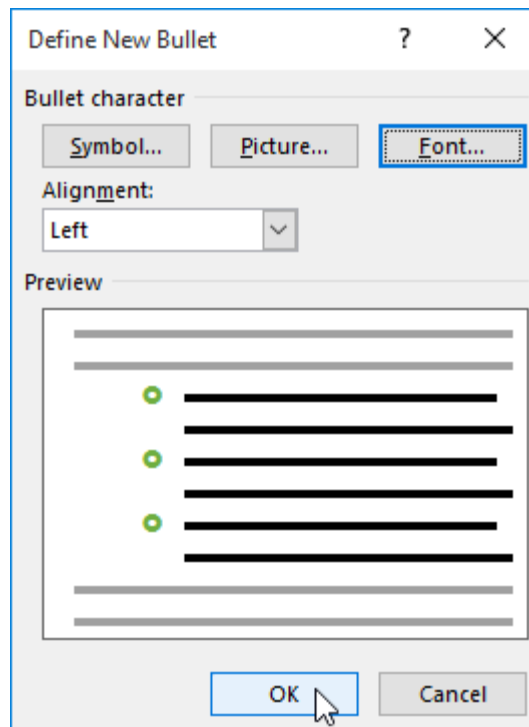 Define New Bullet ?
Bullet character
Symbol... Picture... Font...
Alignment:
Left
Preview
OK Cancel